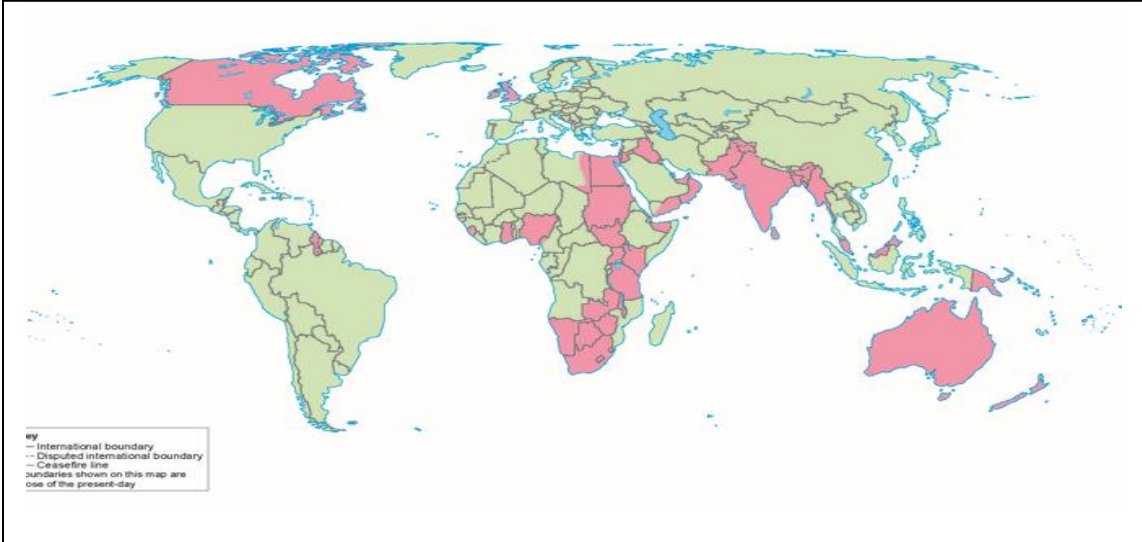 ey
— International boundary
-·- Disputed international boundary
— Ceasefire line
oundaries shown on this map are
ose of the present-day